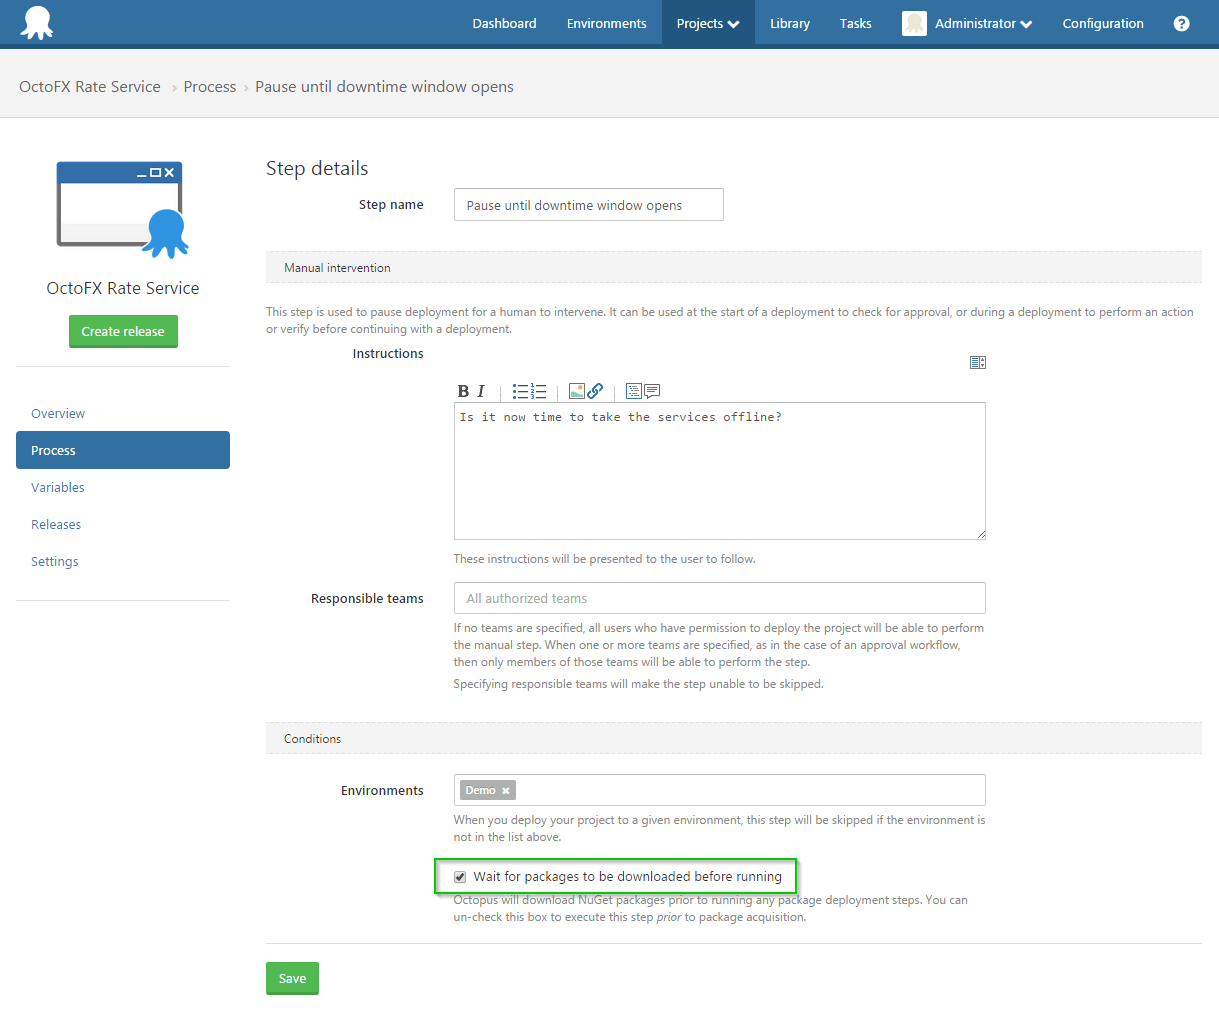 Dashboard Environments Projects Library Tasks Administrator Configuration ?
OctoFX Rate Service › Process › Pause until downtime window opens
OctoFX Rate Service
Create release
Overview
Process
Variables
Releases
Settings
Step details
Step name Pause until downtime window opens
Manual intervention
This step is used to pause deployment for a human to intervene. It can be used at the start of a deployment to check for approval, or during a deployment to perform an action
or verify before continuing with a deployment.
Instructions
B I
Is it now time to take the services offline?
These instructions will be presented to the user to follow.
Responsible teams All authorized teams
If no teams are specified, all users who have permission to deploy the project will be able to perform
the manual step. When one or more teams are specified, as in the case of an approval workflow,
then only members of those teams will be able to perform the step.
Specifying responsible teams will make the step unable to be skipped.
Conditions
Environments Demo ×
When you deploy your project to a given environment, this step will be skipped if the environment is
not in the list above.
Wait for packages to be downloaded before running
Octopus will download NuGet packages prior to running any package deployment steps. You can
un-check this box to execute this step prior to package acquisition.
Save